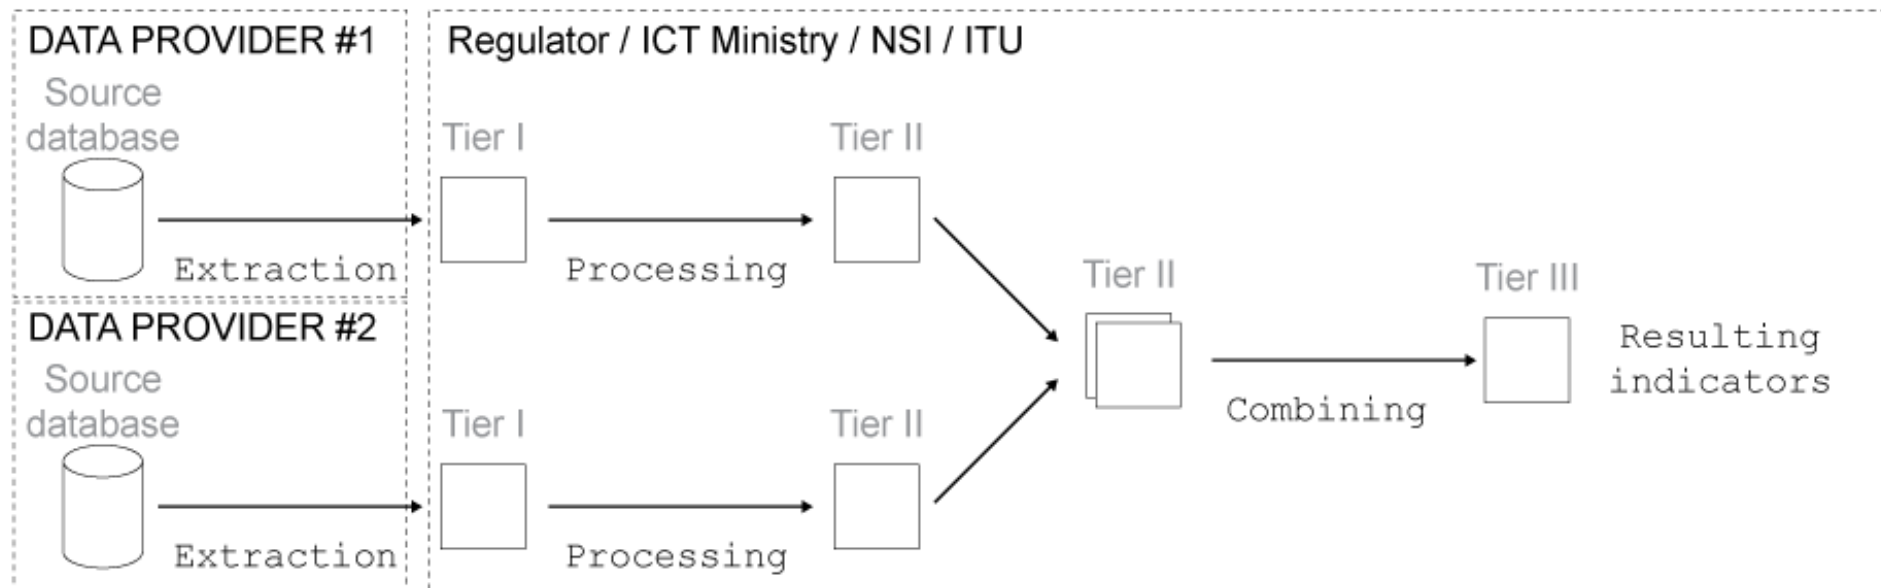 DATA PROVIDER #1
Source
database
Extraction
DATA PROVIDER #2
Source
database
Extraction
Regulator / ICT Ministry / NSI / ITU
Tier I
Processing
Tier II
Tier I
Processing
Tier II
Tier II
Combining
Tier III
Resulting
indicators